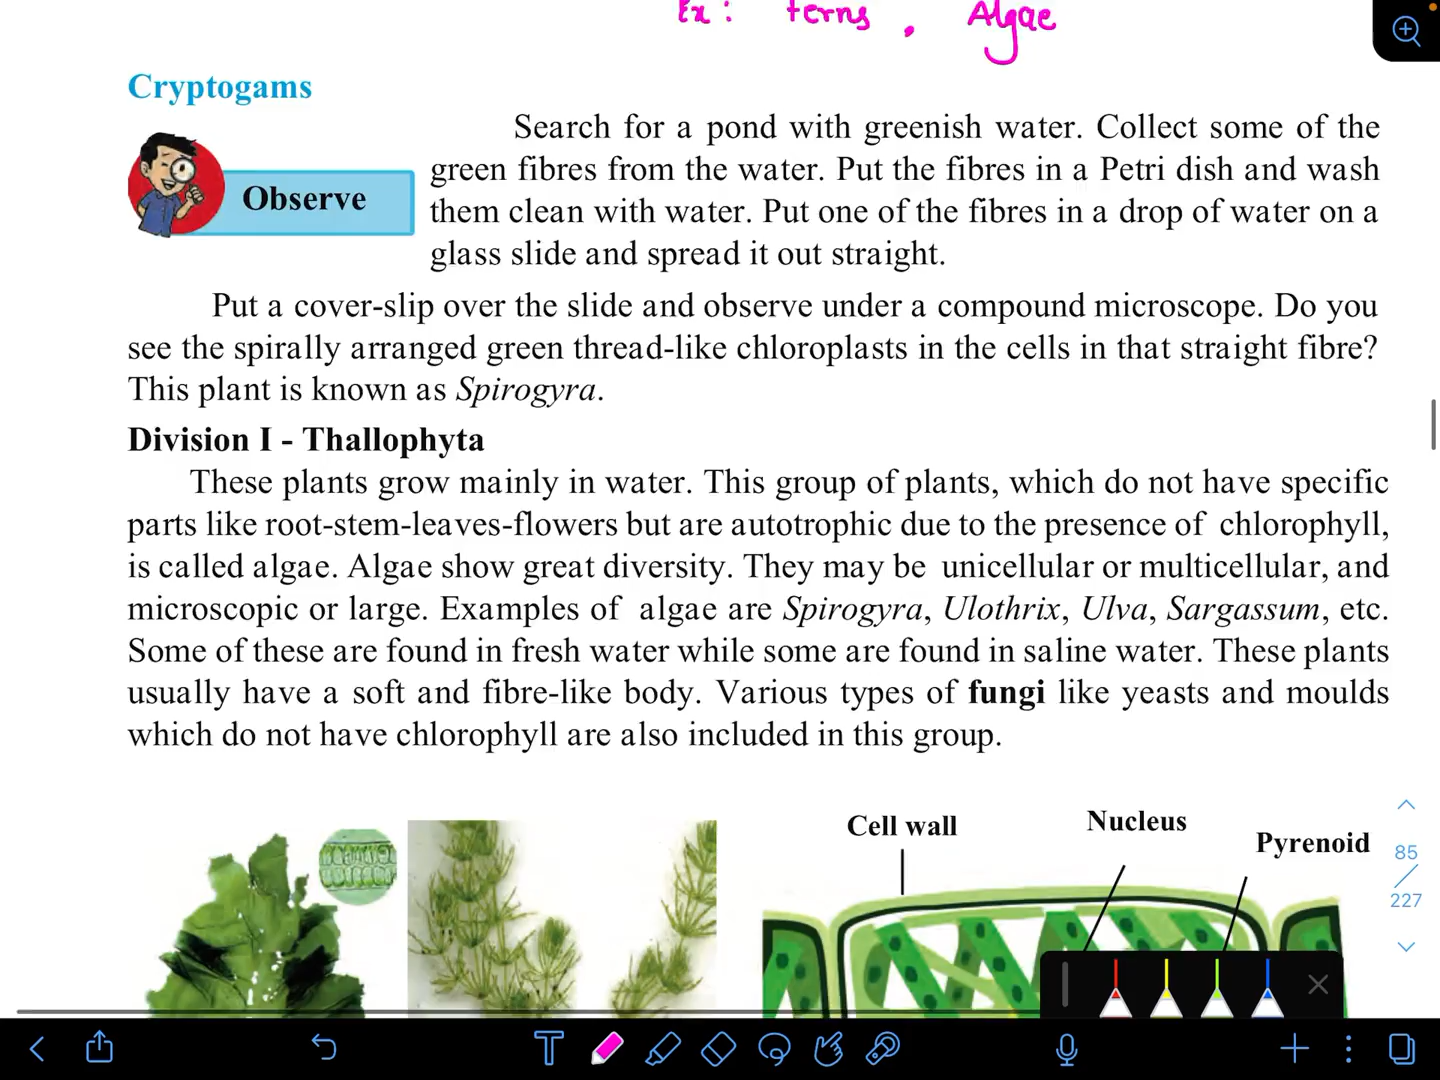 Ex: ferns , Algae
Cryptogams
Search for a pond with greenish water. Collect some of the
green fibres from the water. Put the fibres in a Petri dish and wash
Observe
them clean with water. Put one of the fibres in a drop of water on a
glass slide and spread it out straight.
Put a cover-slip over the slide and observe under a compound microscope. Do you
see the spirally arranged green thread-like chloroplasts in the cells in that straight fibre?
This plant is known as Spirogyra.
Division I - Thallophyta
These plants grow mainly in water. This group of plants, which do not have specific
parts like root-stem-leaves-flowers but are autotrophic due to the presence of chlorophyll,
is called algae. Algae show great diversity. They may be unicellular or multicellular, and
microscopic or large. Examples of algae are Spirogyra, Ulothrix, Ulva, Sargassum, etc.
Some of these are found in fresh water while some are found in saline water. These plants
usually have a soft and fibre-like body. Various types of fungi like yeasts and moulds
which do not have chlorophyll are also included in this group.
Cell wall
Nucleus
Pyrenoid
85
/
227
T